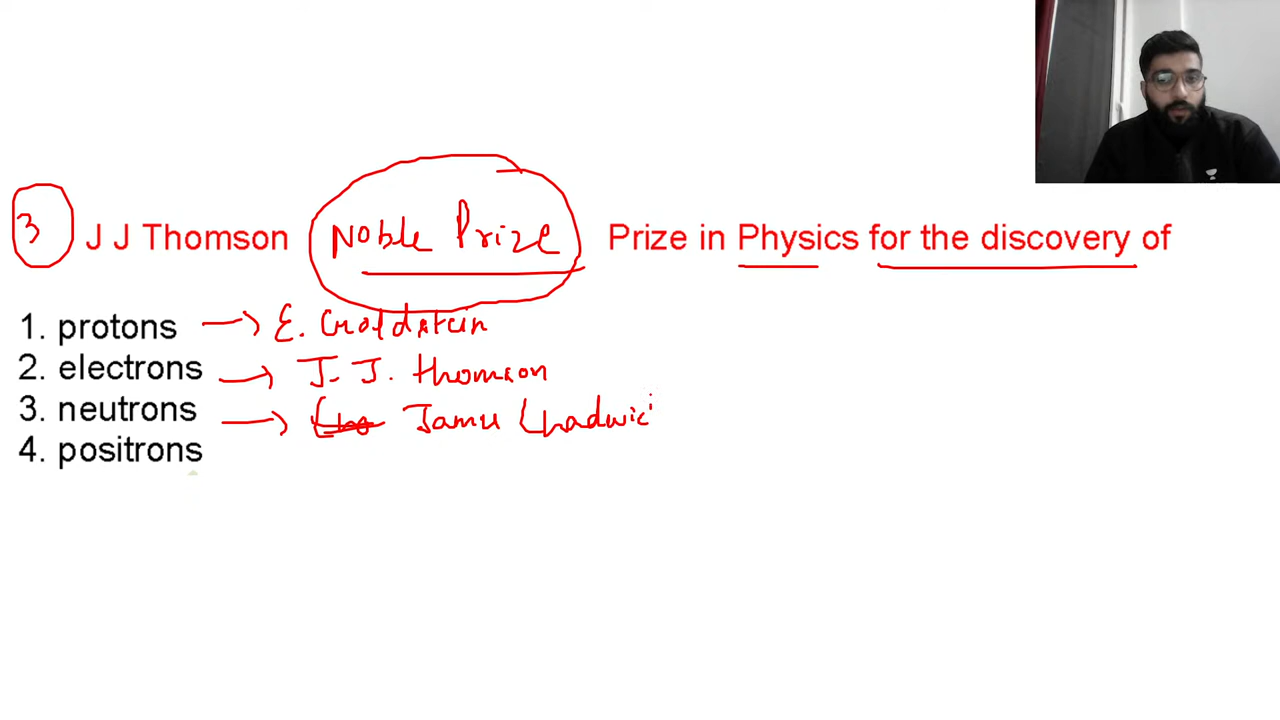 3 J J Thomson Noble Prize Prize in Physics for the discovery of
1. protons → E. Goldstein
2. electrons → J. J. thomson
3. neutrons → James Chadwic
4. positrons